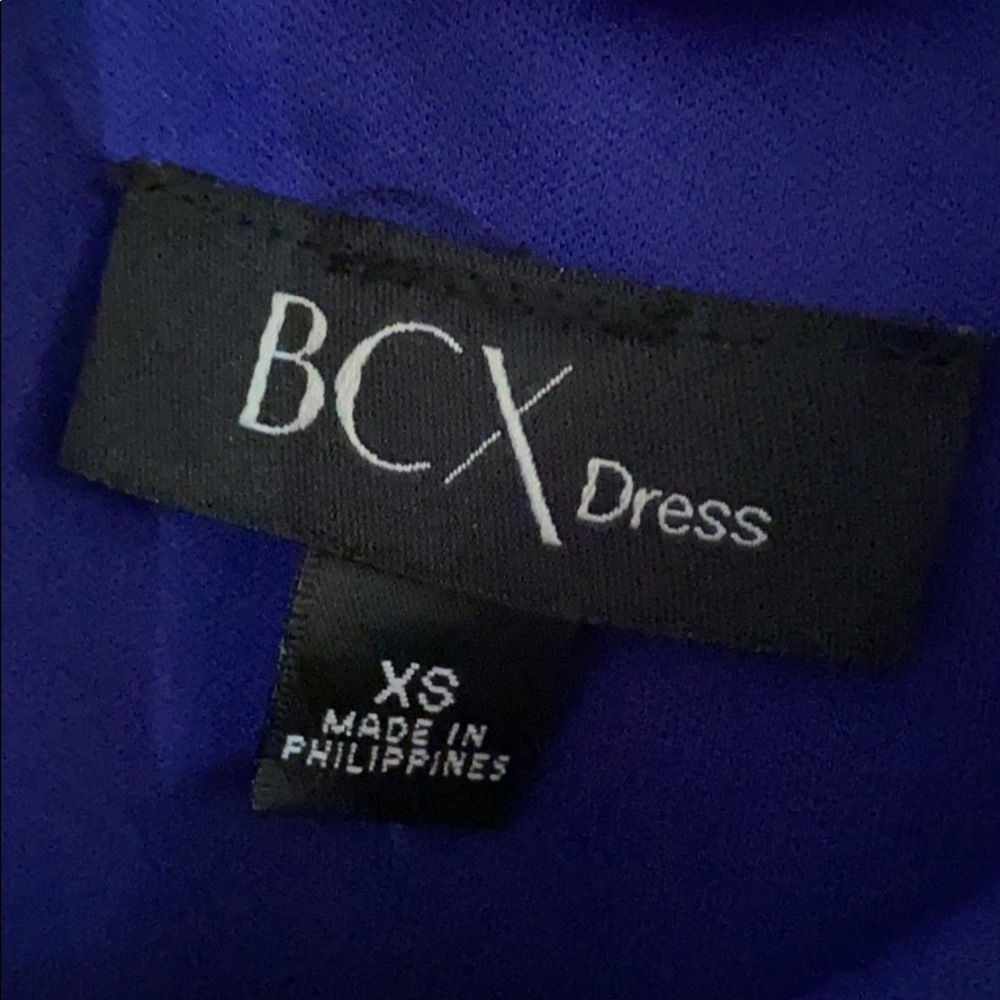 BCX Dress
XS
MADE IN
PHILIPPINES